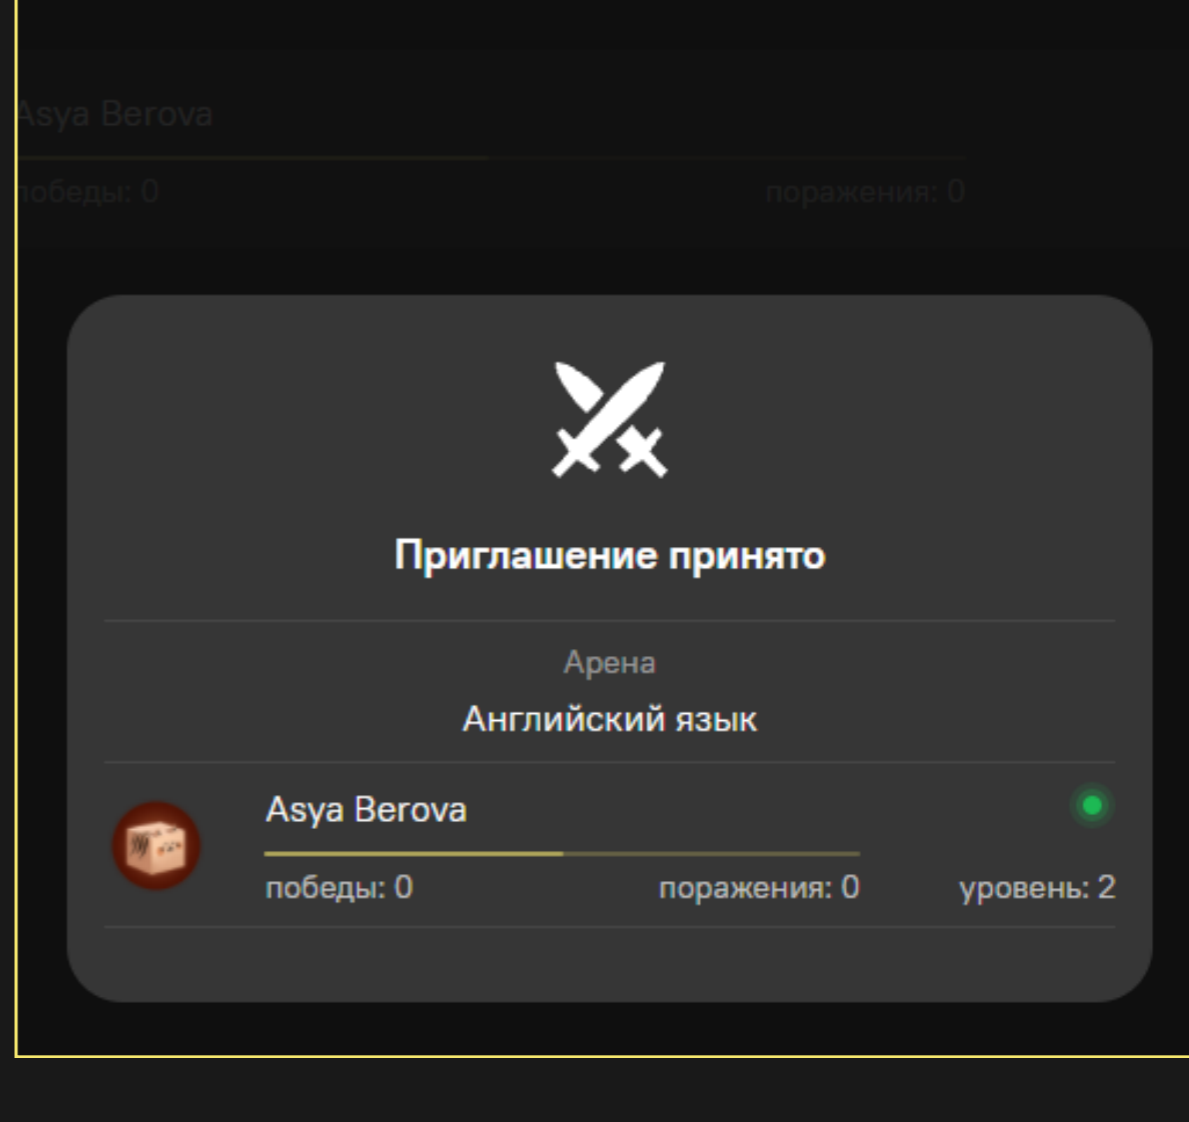 Asya Berova
победы: 0 поражения: 0
Приглашение принято
Арена
Английский язык
Asya Berova
победы: 0 поражения: 0 уровень: 2